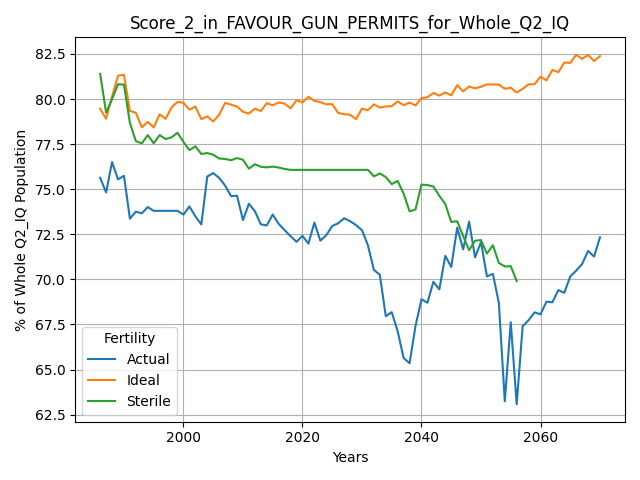 Score_2_in_FAVOUR_GUN_PERMITS_for_Whole_Q2_IQ
% of Whole Q2_IQ Population
82.5
80.0
77.5
75.0
72.5
70.0
67.5
65.0
62.5
Fertility
Actual
Ideal
Sterile
2000
2020
2040
2060
Years